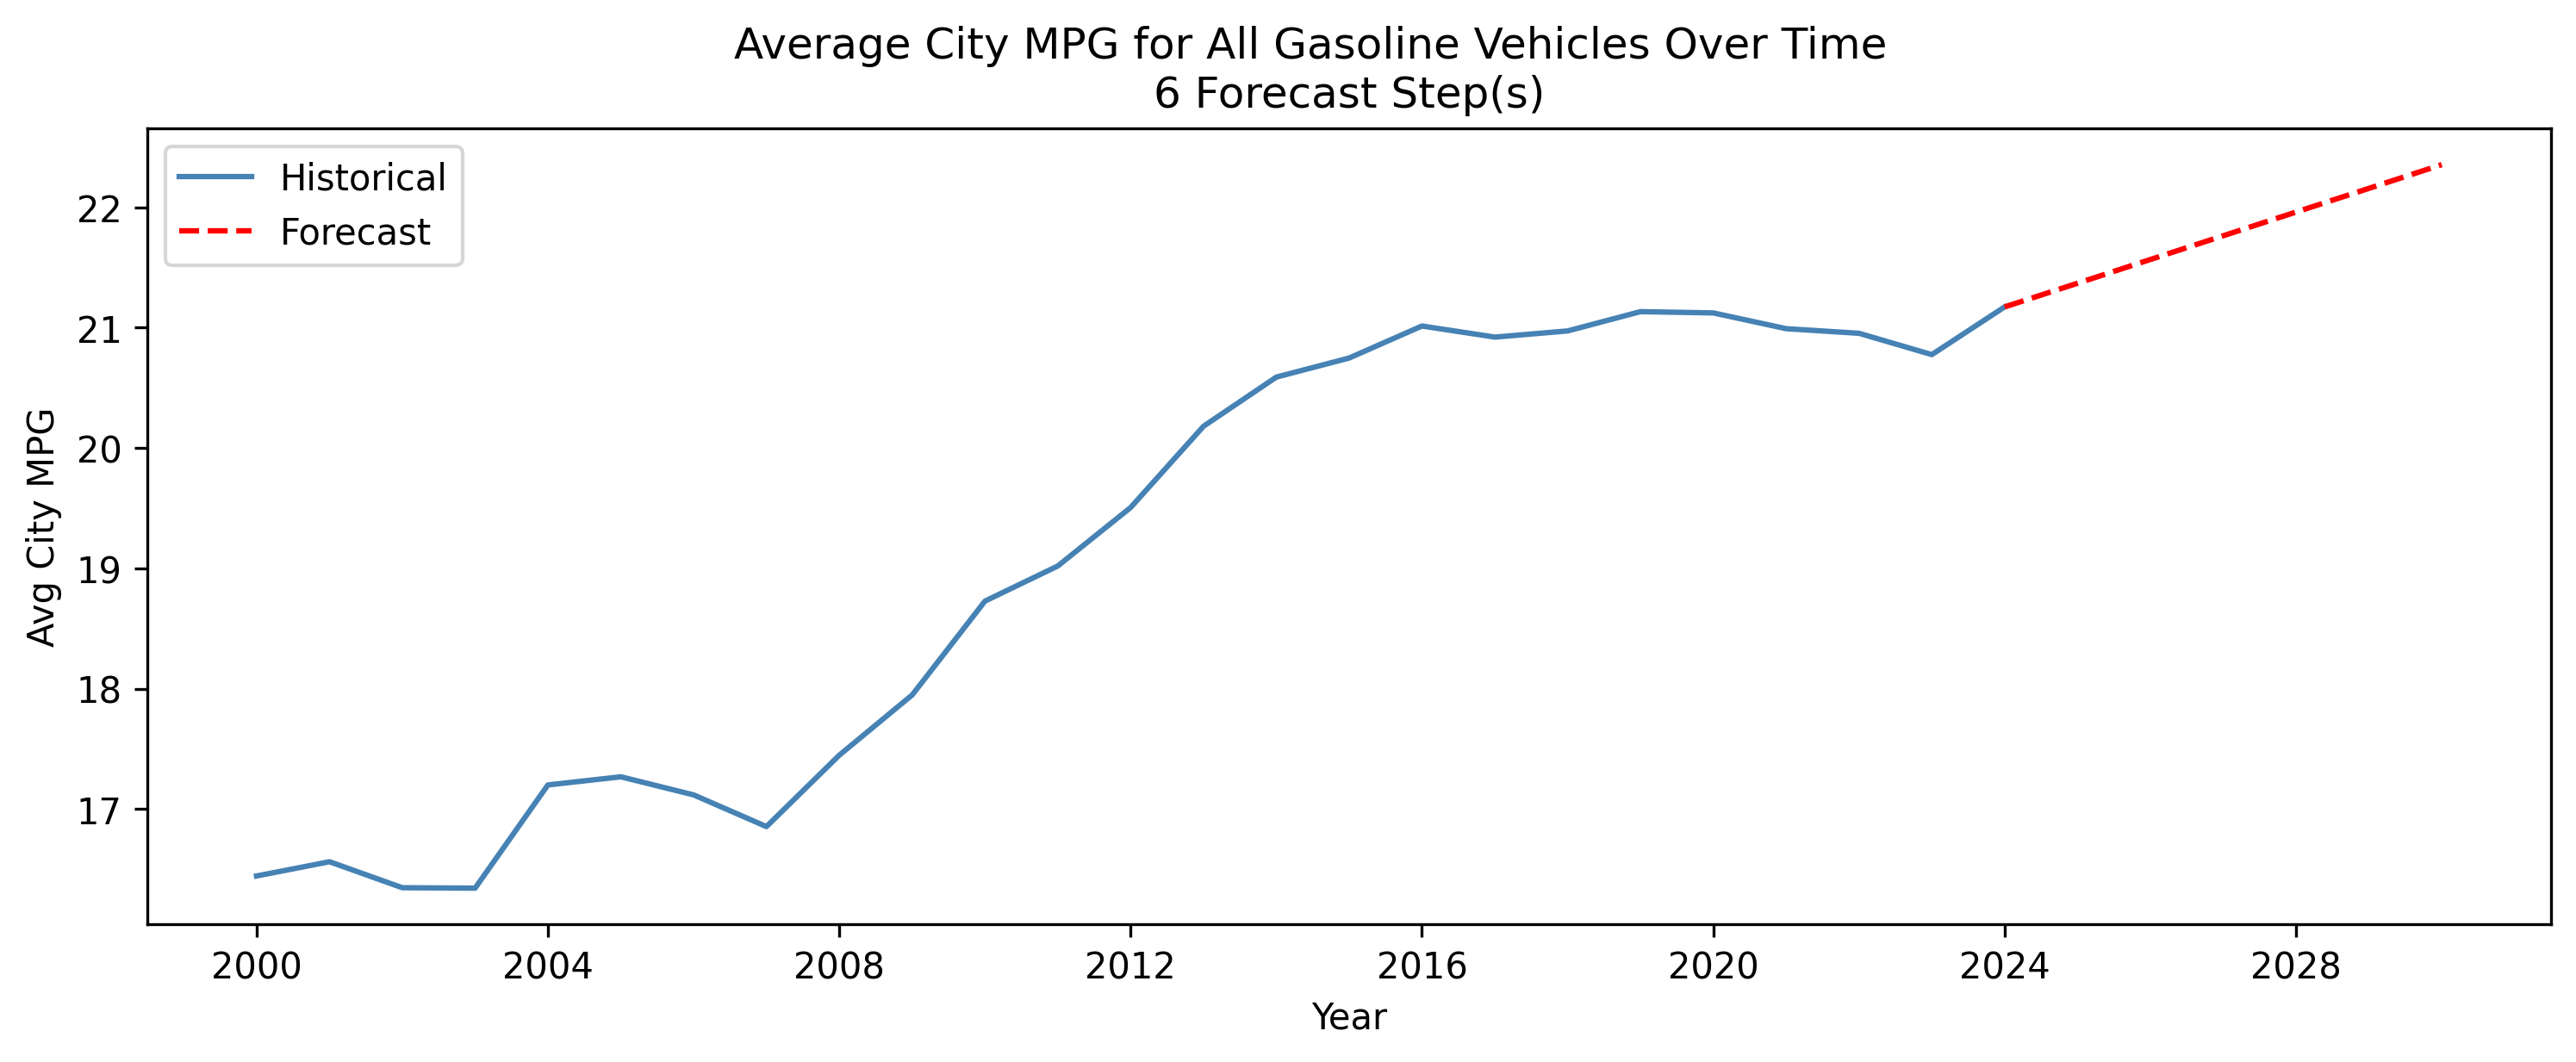 Average City MPG for All Gasoline Vehicles Over Time
6 Forecast Step(s)
Historical
Forecast
22
21
20
19
18
17
Avg City MPG
2000
2004
2008
2012
2016
2020
2024
2028
Year